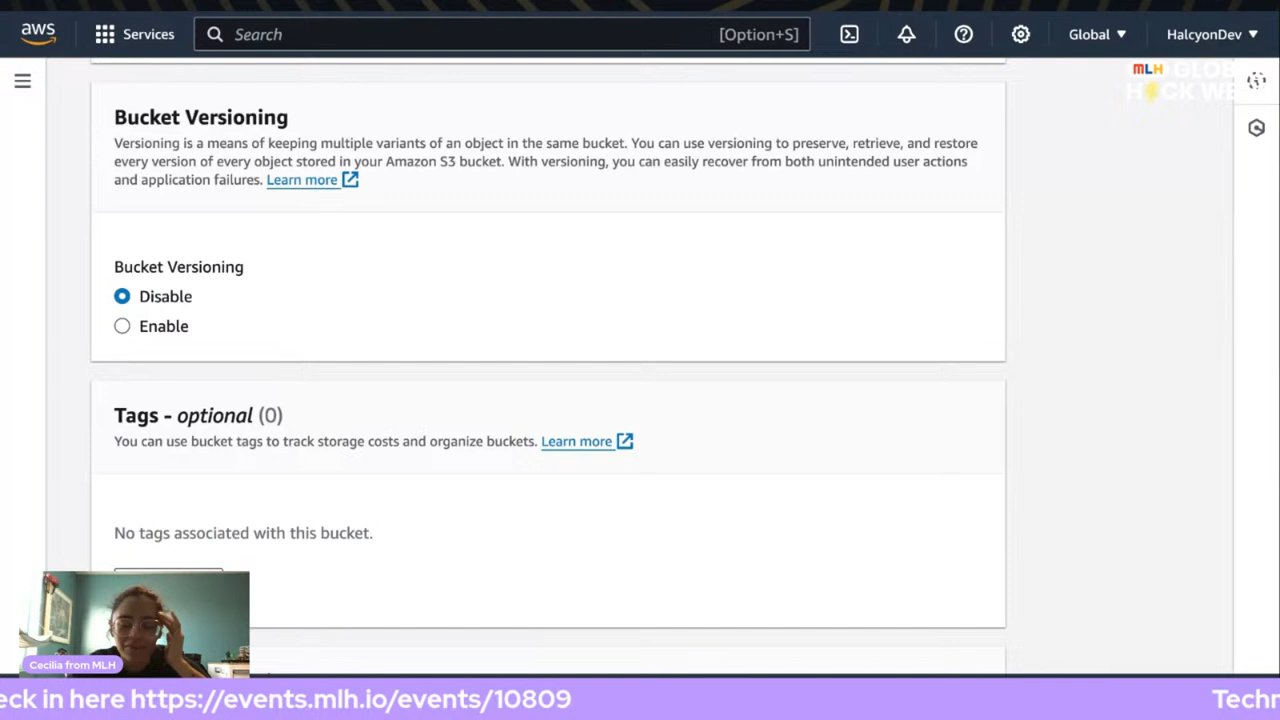 aws
Services
Search
[Option+S]
Global
HalcyonDev
MLH GLOBAL
HACK WEEK
Bucket Versioning
Versioning is a means of keeping multiple variants of an object in the same bucket. You can use versioning to preserve, retrieve, and restore
every version of every object stored in your Amazon S3 bucket. With versioning, you can easily recover from both unintended user actions
and application failures. Learn more
Bucket Versioning
Disable
Enable
Tags - optional (0)
You can use bucket tags to track storage costs and organize buckets. Learn more
No tags associated with this bucket.
Cecilia from MLH
eck in here https://events.mlh.io/events/10809
Techn